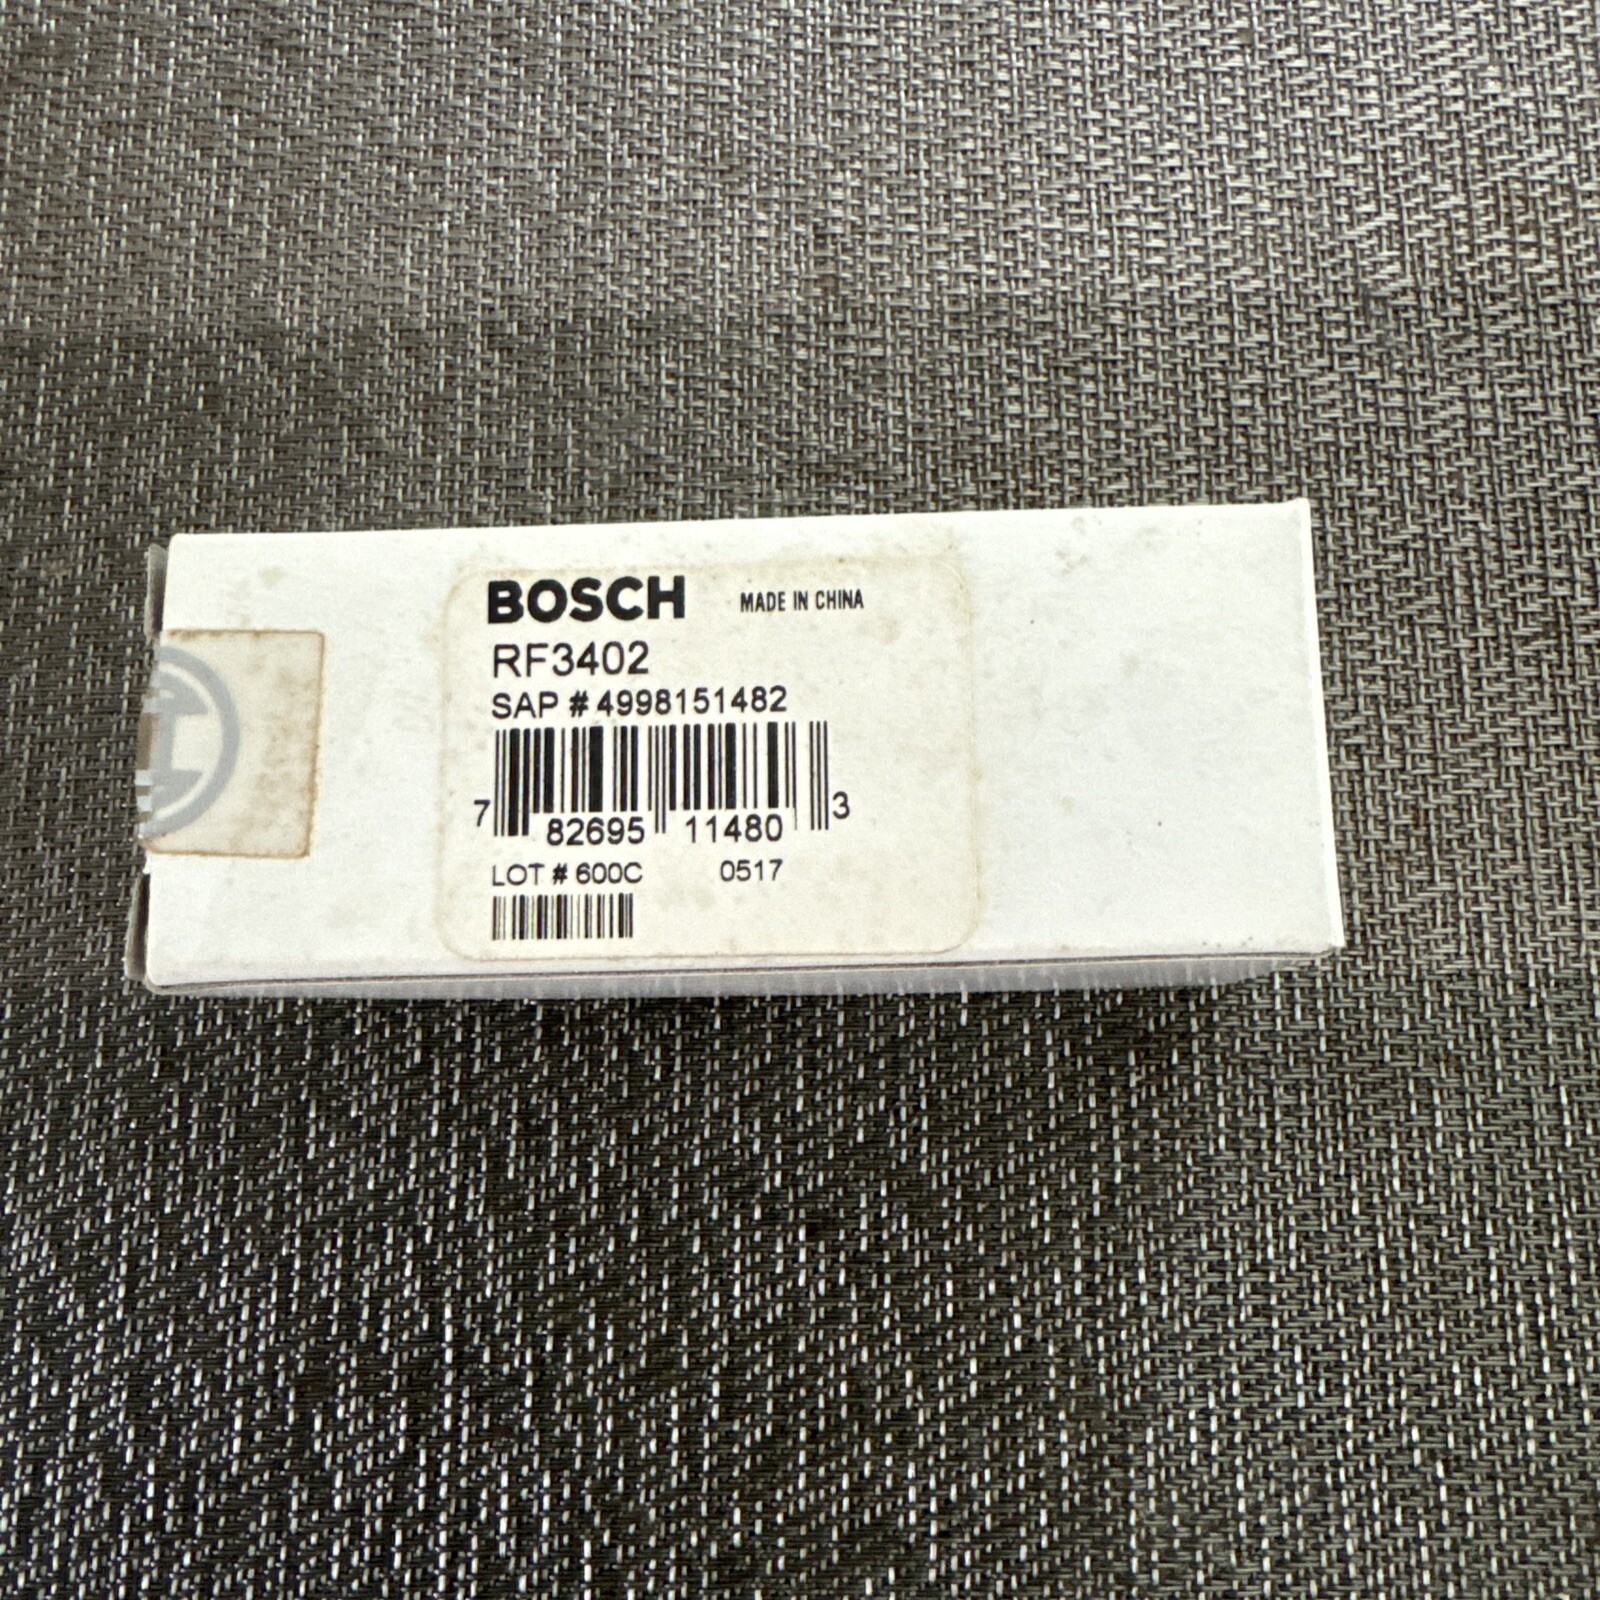 BOSCH MADE IN CHINA
RF3402
SAP # 4998151482
7 82695 11480 3
LOT # 600C 0517